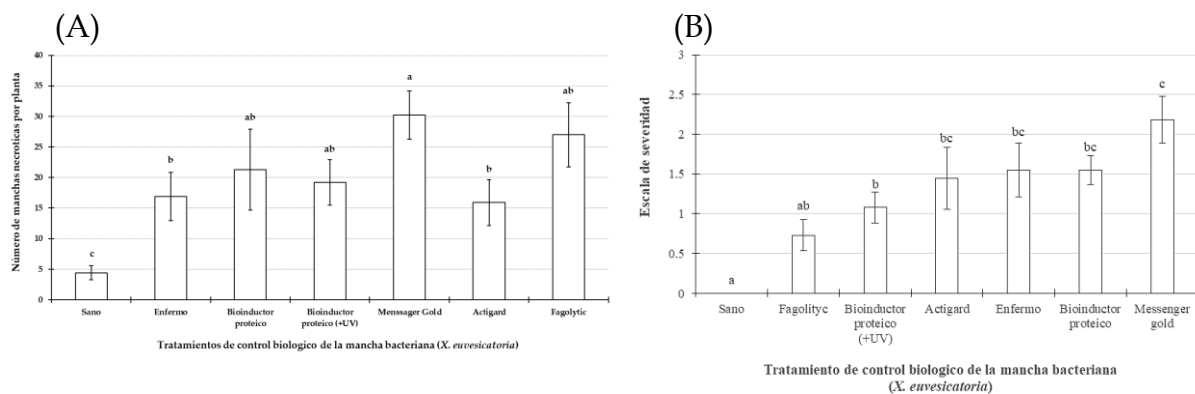 (A)
Número de manchas necroticas por planta
40
35
30
25
20
15
10
5
0
c
b
ab
ab
a
b
ab
Sano
Enfermo
Bioinductor
proteico
Bioinductor
proteico (+UV)
Menssager Gold
Actigard
Fagolytic
Tratamientos de control biologico de la mancha bacteriana (X. euvesicatoria)
(B)
Escala de severidad
3
2.5
2
1.5
1
0.5
0
a
ab
b
bc
bc
bc
c
Sano
Fagolityc
Bioinductor
proteico
(+UV)
Actigard
Enfermo
Bioinductor
proteico
Messenger
gold
Tratamiento de control biologico de la mancha bacteriana
(X. euvesicatoria)